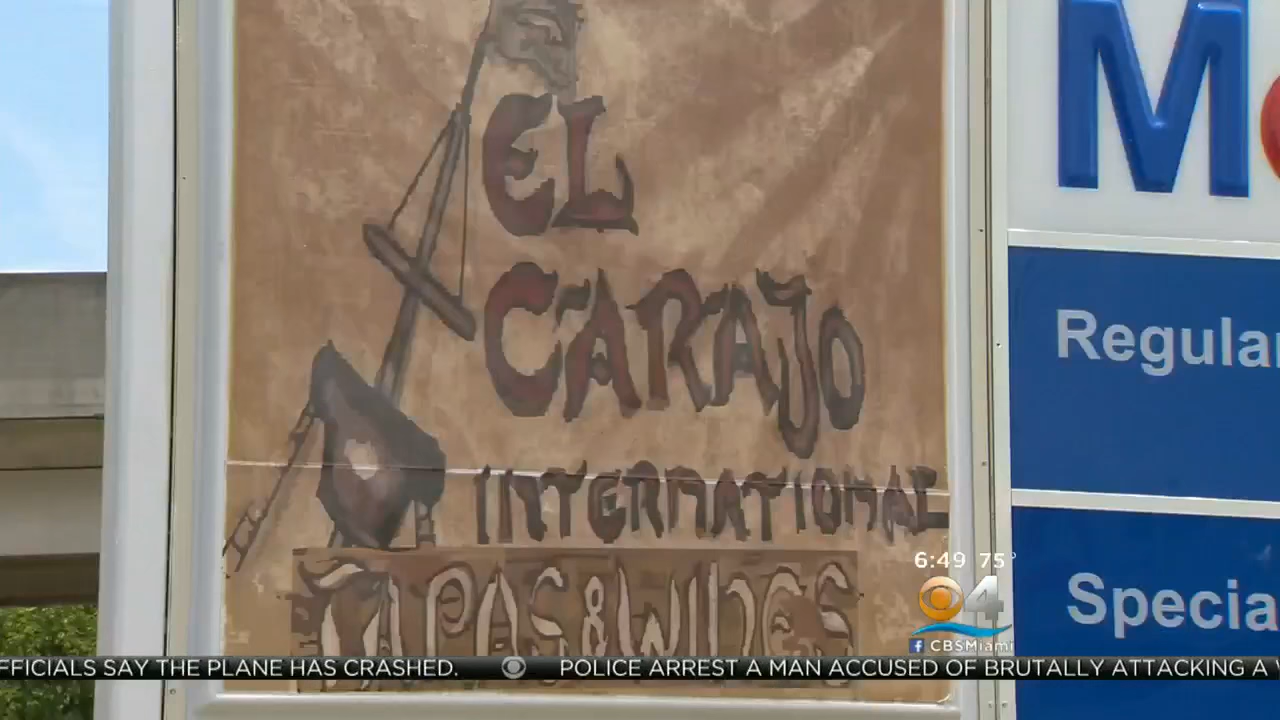 EL
CARAJO
INTERNATIONAL
TAPAS & WINES
M
Regular
Specia
6:49 75°
4
CBSMiami
FFICIALS SAY THE PLANE HAS CRASHED. POLICE ARREST A MAN ACCUSED OF BRUTALLY ATTACKING A